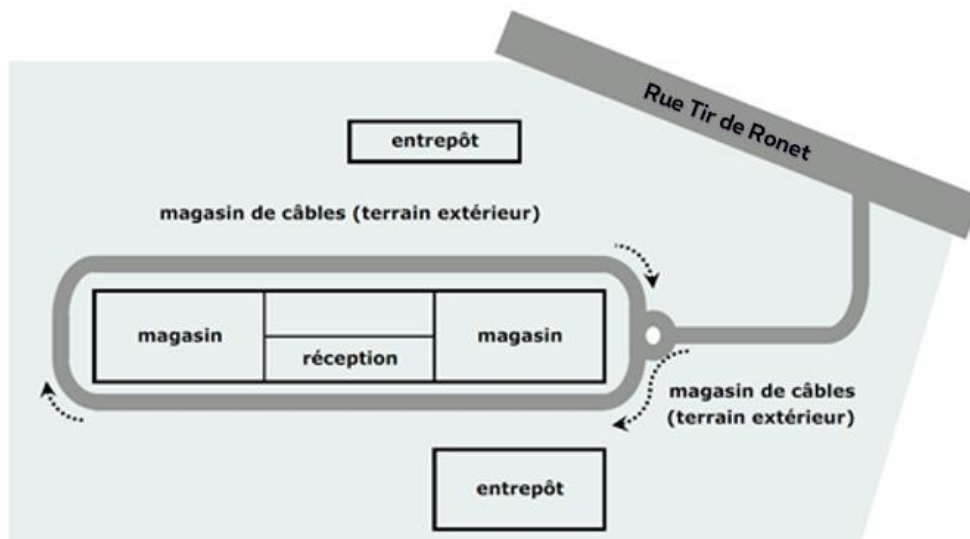 Rue Tir de Ronet
entrepôt
magasin de câbles (terrain extérieur)
magasin
réception
magasin
magasin de câbles
(terrain extérieur)
entrepôt